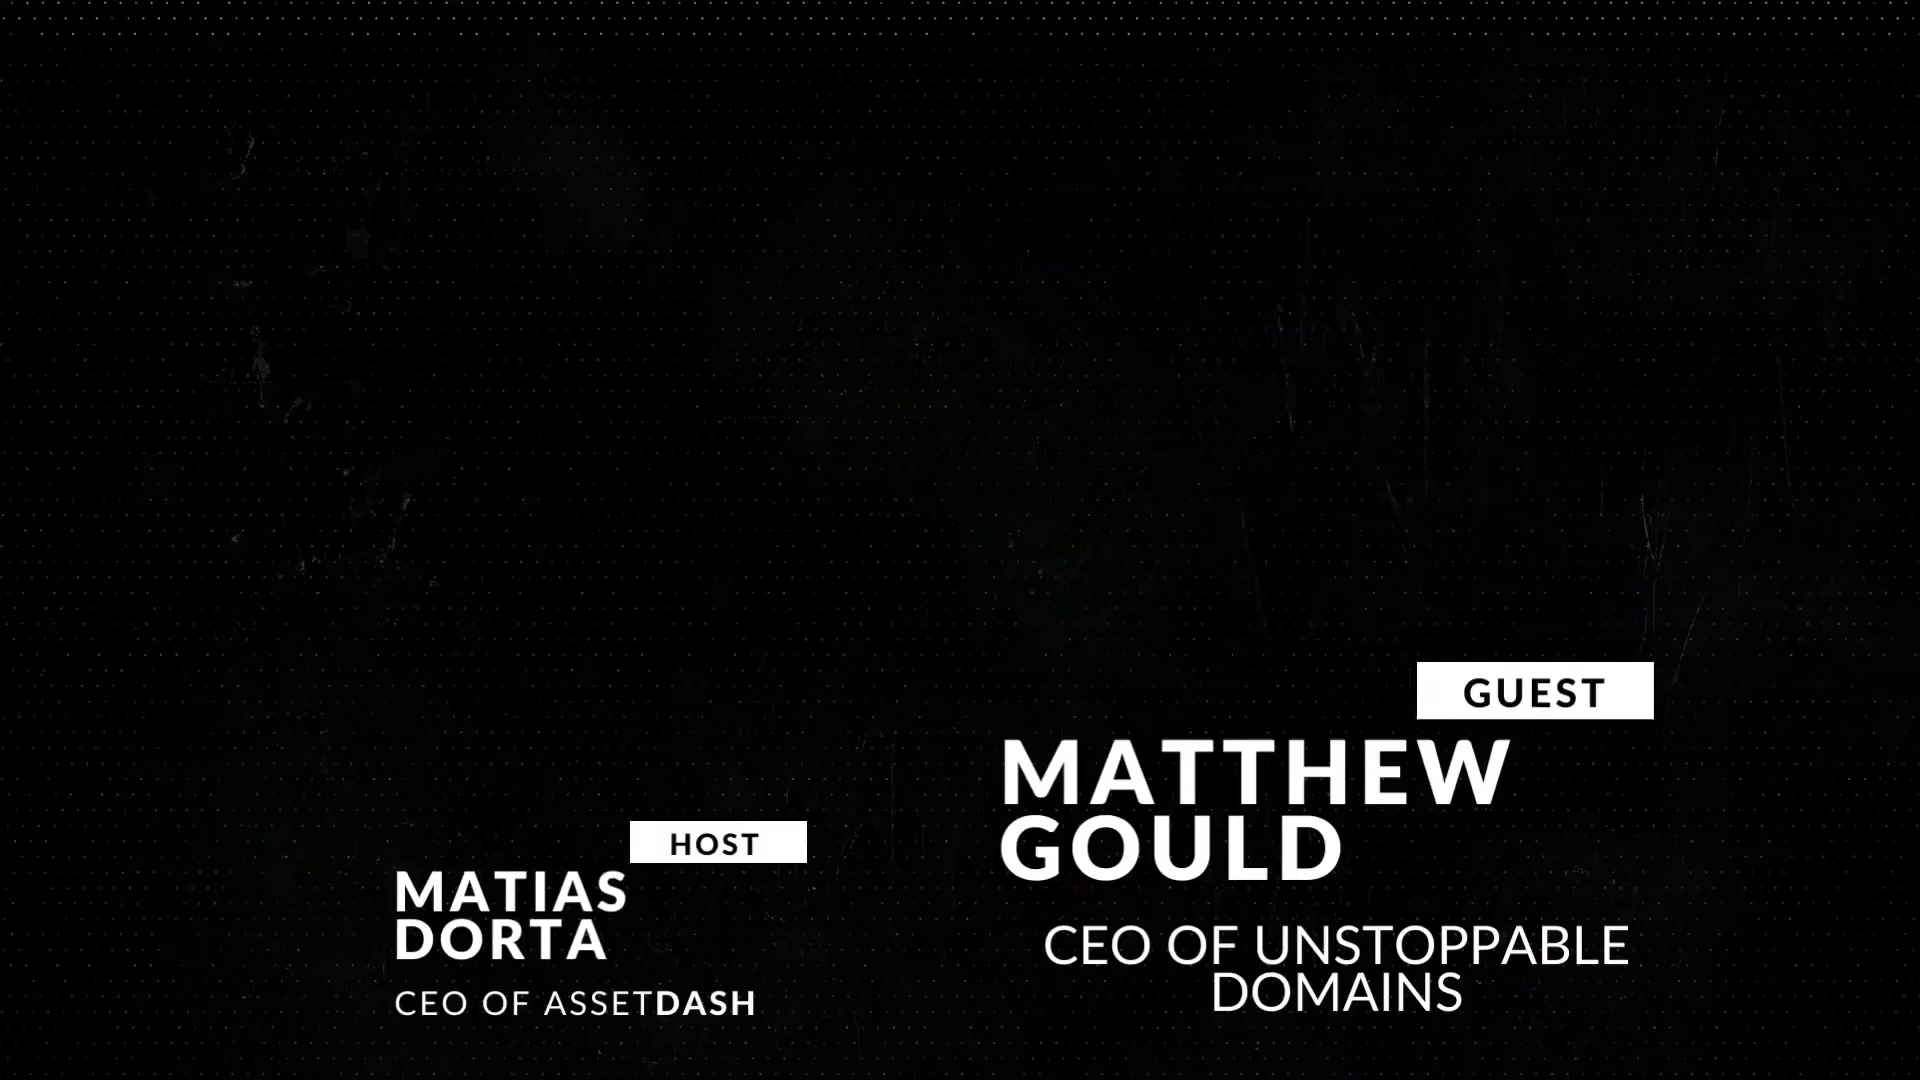 HOST
MATIAS
DORTA
CEO OF ASSETDASH
GUEST
MATTHEW
GOULD
CEO OF UNSTOPPABLE
DOMAINS